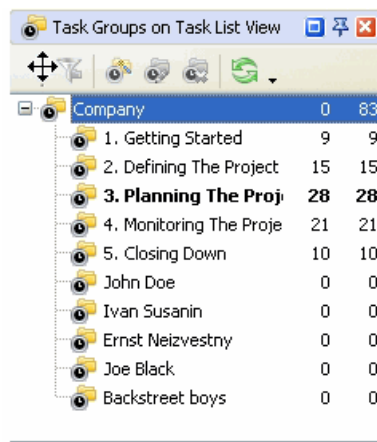 Task Groups on Task List View
Company 0 83
1. Getting Started 9 9
2. Defining The Project 15 15
3. Planning The Proj 28 28
4. Monitoring The Proje 21 21
5. Closing Down 10 10
John Doe 0 0
Ivan Susanin 0 0
Ernst Neizvestny 0 0
Joe Black 0 0
Backstreet boys 0 0